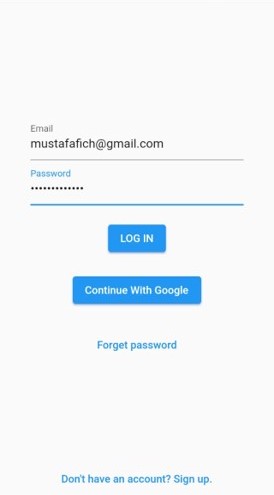 Email
mustafafich@gmail.com
Password
•••••••••••••
LOG IN
Continue With Google
Forget password
Don't have an account? Sign up.